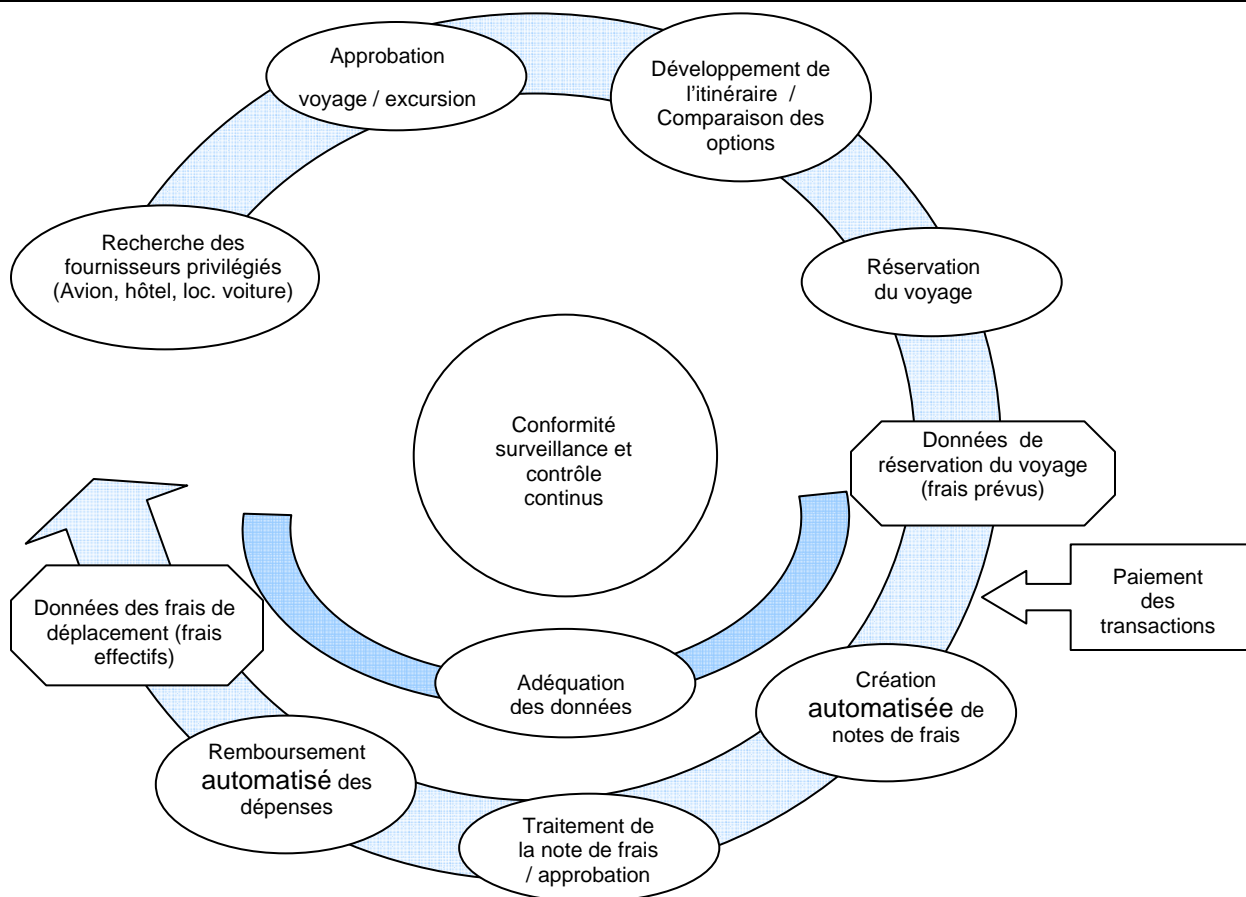 Approbation
voyage / excursion
Développement de
l'itinéraire /
Comparaison des
options
Recherche des
fournisseurs privilégiés
(Avion, hôtel, loc. voiture)
Réservation
du voyage
Conformité
surveillance et
contrôle
continus
Données de
réservation du voyage
(frais prévus)
Paiement
des
transactions
Données des frais de
déplacement (frais
effectifs)
Adéquation
des données
Création
automatisée de
notes de frais
Remboursement
automatisé des
dépenses
Traitement de
la note de frais
/ approbation